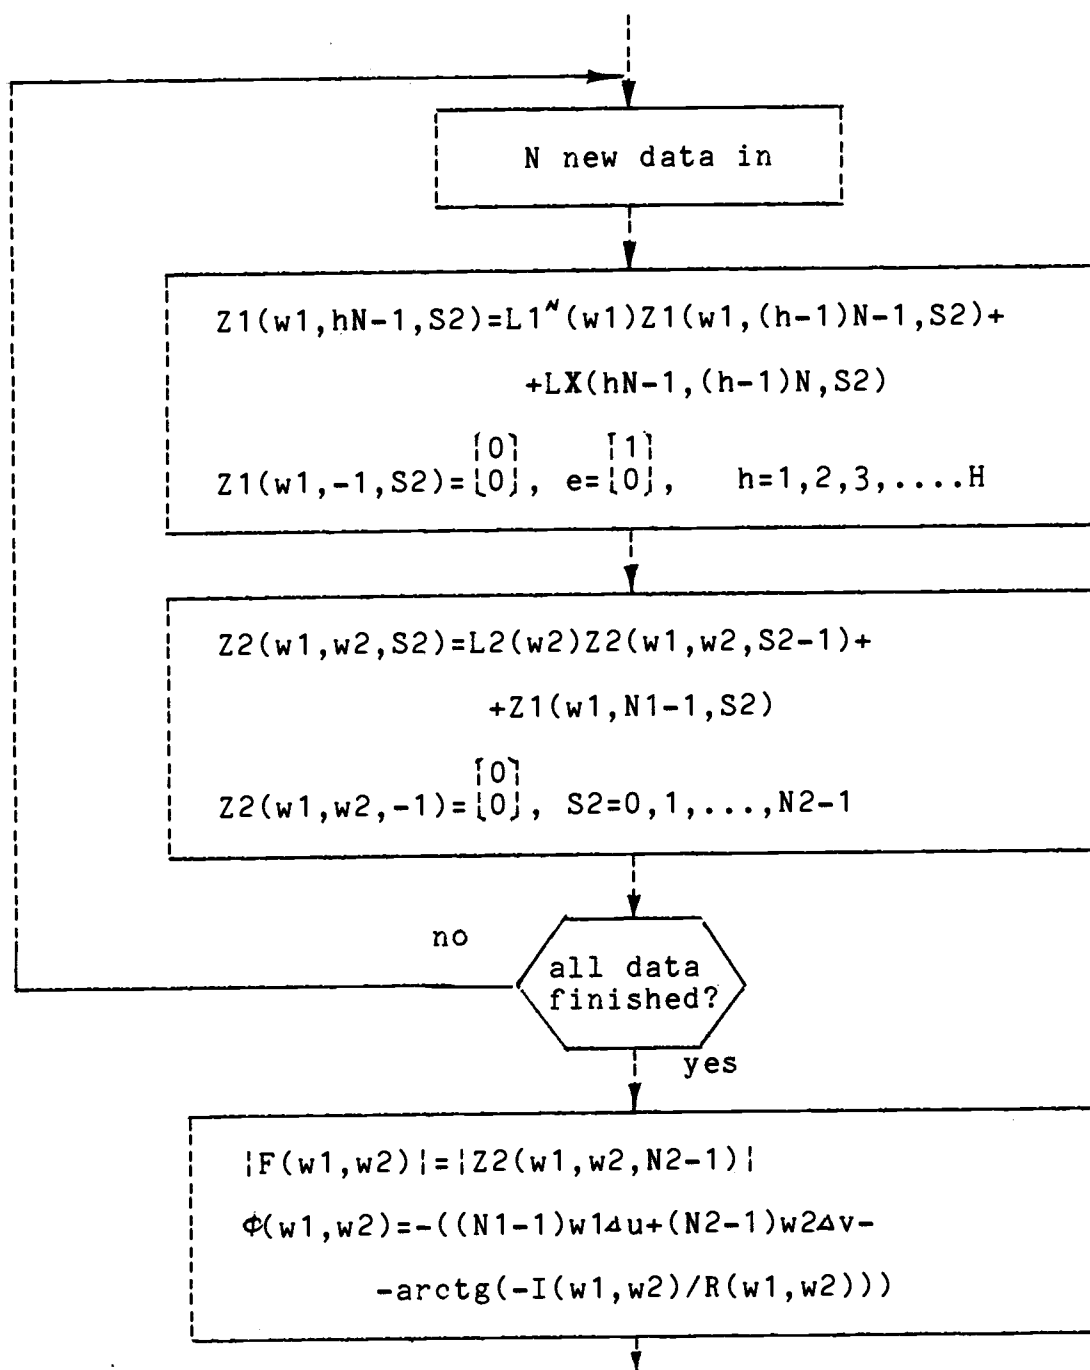 N new data in
Z1(w1,hN-1,S2)=L1ᴺ(w1)Z1(w1,(h-1)N-1,S2)+
+LX(hN-1,(h-1)N,S2)
Z1(w1,-1,S2)=[0 0], e=[1 0], h=1,2,3,....H
Z2(w1,w2,S2)=L2(w2)Z2(w1,w2,S2-1)+
+Z1(w1,N1-1,S2)
Z2(w1,w2,-1)=[0 0], S2=0,1,...,N2-1
no
all data
finished?
yes
|F(w1,w2)|=|Z2(w1,w2,N2-1)|
Φ(w1,w2)=-((N1-1)w1Δu+(N2-1)w2Δv-
-arctg(-I(w1,w2)/R(w1,w2)))